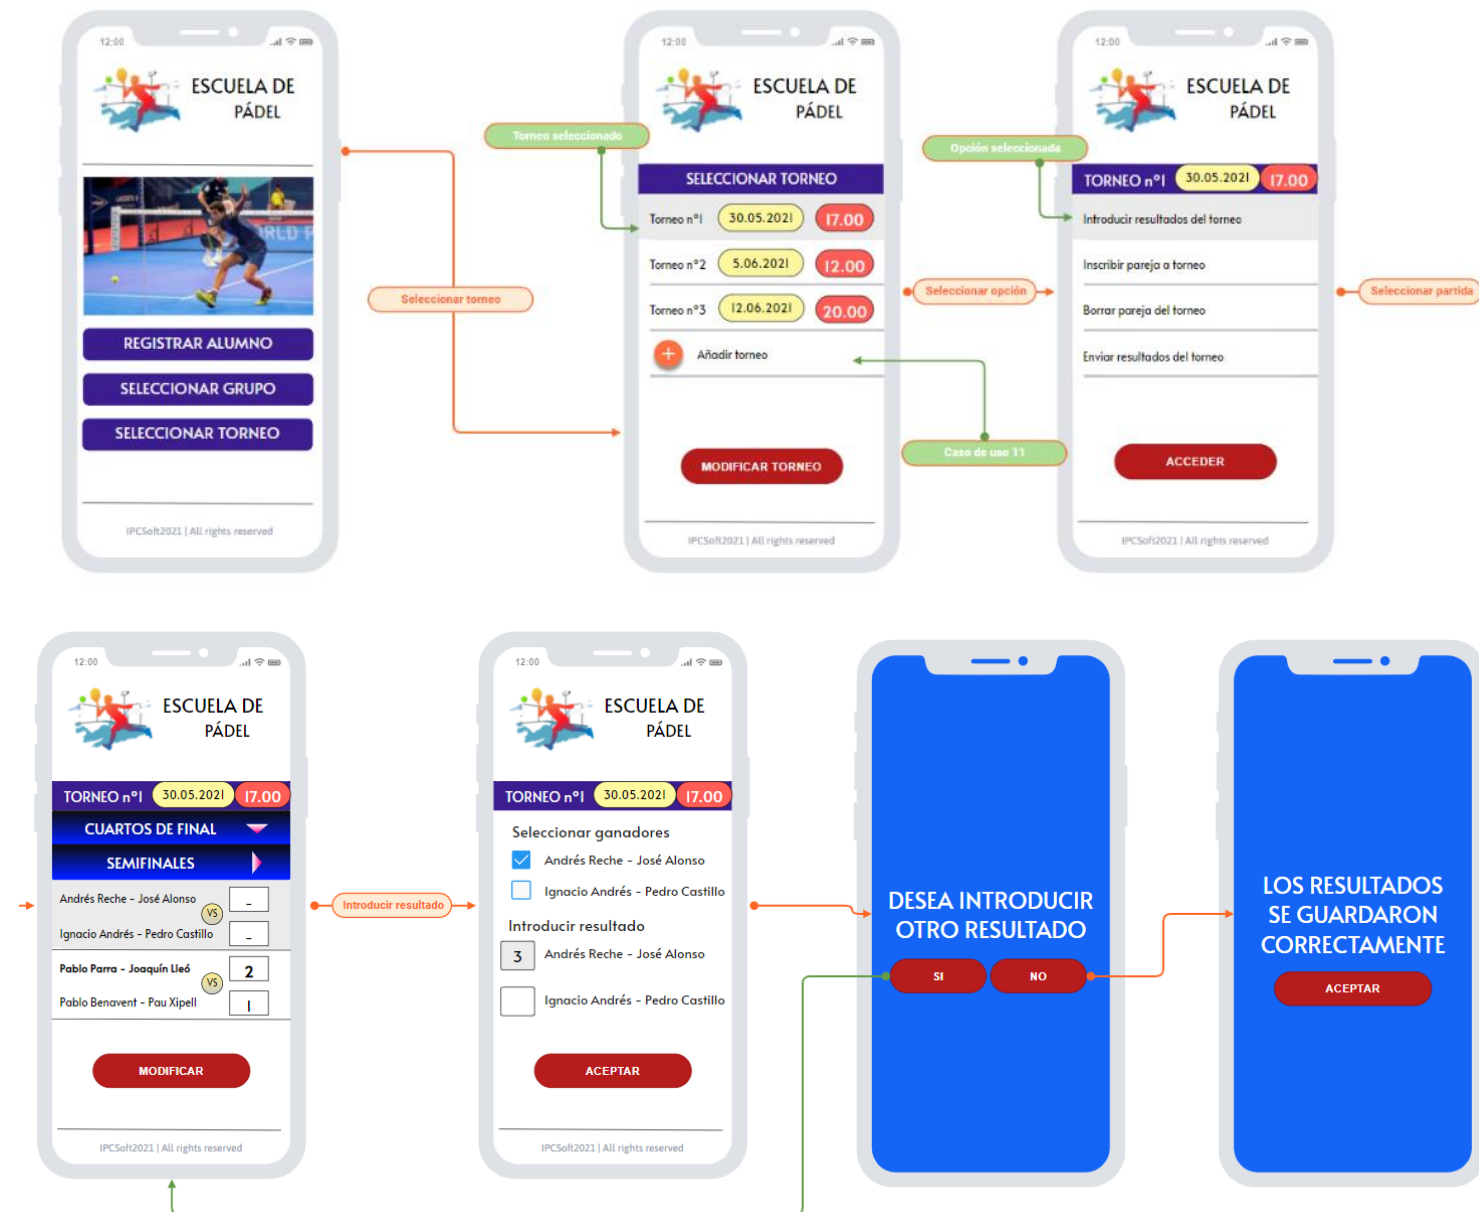 12:00
ESCUELA DE
PÁDEL
REGISTRAR ALUMNO
SELECCIONAR GRUPO
SELECCIONAR TORNEO
IPCSoft2021 | All rights reserved
Seleccionar torneo
Torneo seleccionado
12:00
ESCUELA DE
PÁDEL
SELECCIONAR TORNEO
Torneo nº1 30.05.2021 17.00
Torneo nº2 5.06.2021 12.00
Torneo nº3 12.06.2021 20.00
+ Añadir torneo
MODIFICAR TORNEO
IPCSoft2021 | All rights reserved
Caso de uso 11
Seleccionar opción
Opción seleccionada
12:00
ESCUELA DE
PÁDEL
TORNEO nº1 30.05.2021 17.00
Introducir resultados del torneo
Inscribir pareja a torneo
Borrar pareja del torneo
Enviar resultados del torneo
ACCEDER
IPCSoft2021 | All rights reserved
Seleccionar partida
12:00
ESCUELA DE
PÁDEL
TORNEO nº1 30.05.2021 17.00
CUARTOS DE FINAL
SEMIFINALES
Andrés Reche - José Alonso -
VS
Ignacio Andrés - Pedro Castillo -
Pablo Parra - Joaquín Lleó 2
VS
Pablo Benavent - Pau Xipell 1
MODIFICAR
IPCSoft2021 | All rights reserved
Introducir resultado
12:00
ESCUELA DE
PÁDEL
TORNEO nº1 30.05.2021 17.00
Seleccionar ganadores
Andrés Reche - José Alonso
Ignacio Andrés - Pedro Castillo
Introducir resultado
3 Andrés Reche - José Alonso
Ignacio Andrés - Pedro Castillo
ACEPTAR
IPCSoft2021 | All rights reserved
DESEA INTRODUCIR
OTRO RESULTADO
SI NO
LOS RESULTADOS
SE GUARDARON
CORRECTAMENTE
ACEPTAR